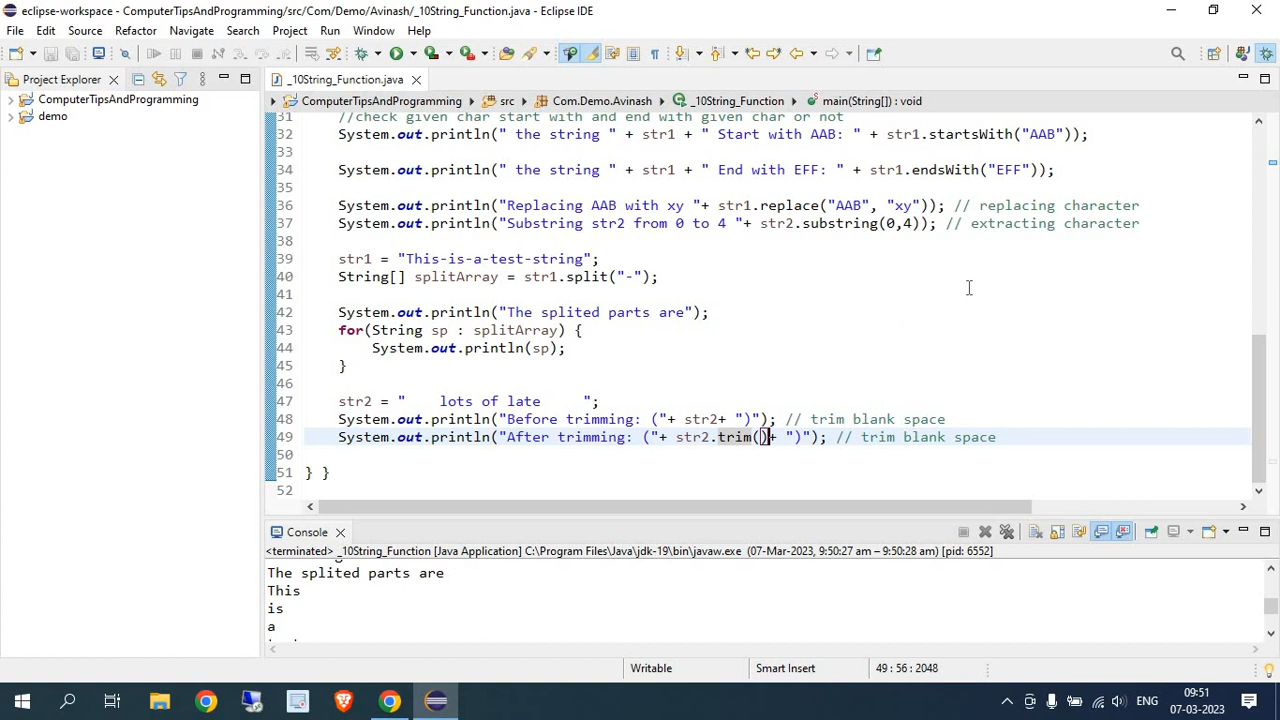 eclipse-workspace - ComputerTipsAndProgramming/src/Com/Demo/Avinash/_10String_Function.java - Eclipse IDE
File Edit Source Refactor Navigate Search Project Run Window Help
Project Explorer
_10String_Function.java
ComputerTipsAndProgramming
demo
ComputerTipsAndProgramming src Com.Demo.Avinash _10String_Function main(String[]) : void
31 //check given char start with and end with given char or not
32 System.out.println(" the string " + str1 + " Start with AAB: " + str1.startsWith("AAB"));
33
34 System.out.println(" the string " + str1 + " End with EFF: " + str1.endsWith("EFF"));
35
36 System.out.println("Replacing AAB with xy "+ str1.replace("AAB", "xy")); // replacing character
37 System.out.println("Substring str2 from 0 to 4 "+ str2.substring(0,4)); // extracting character
38
39 str1 = "This-is-a-test-string";
40 String[] splitArray = str1.split("-");
41
42 System.out.println("The splited parts are");
43 for(String sp : splitArray) {
44 System.out.println(sp);
45 }
46
47 str2 = "    lots of late     ";
48 System.out.println("Before trimming: ("+ str2+ ")"); // trim blank space
49 System.out.println("After trimming: ("+ str2.trim()+ ")"); // trim blank space
50
51 } }
52
Console
<terminated> _10String_Function [Java Application] C:\Program Files\Java\jdk-19\bin\javaw.exe (07-Mar-2023, 9:50:27 am – 9:50:28 am) [pid: 6552]
The splited parts are
This
is
a
Writable Smart Insert 49 : 56 : 2048
ENG
09:51
07-03-2023